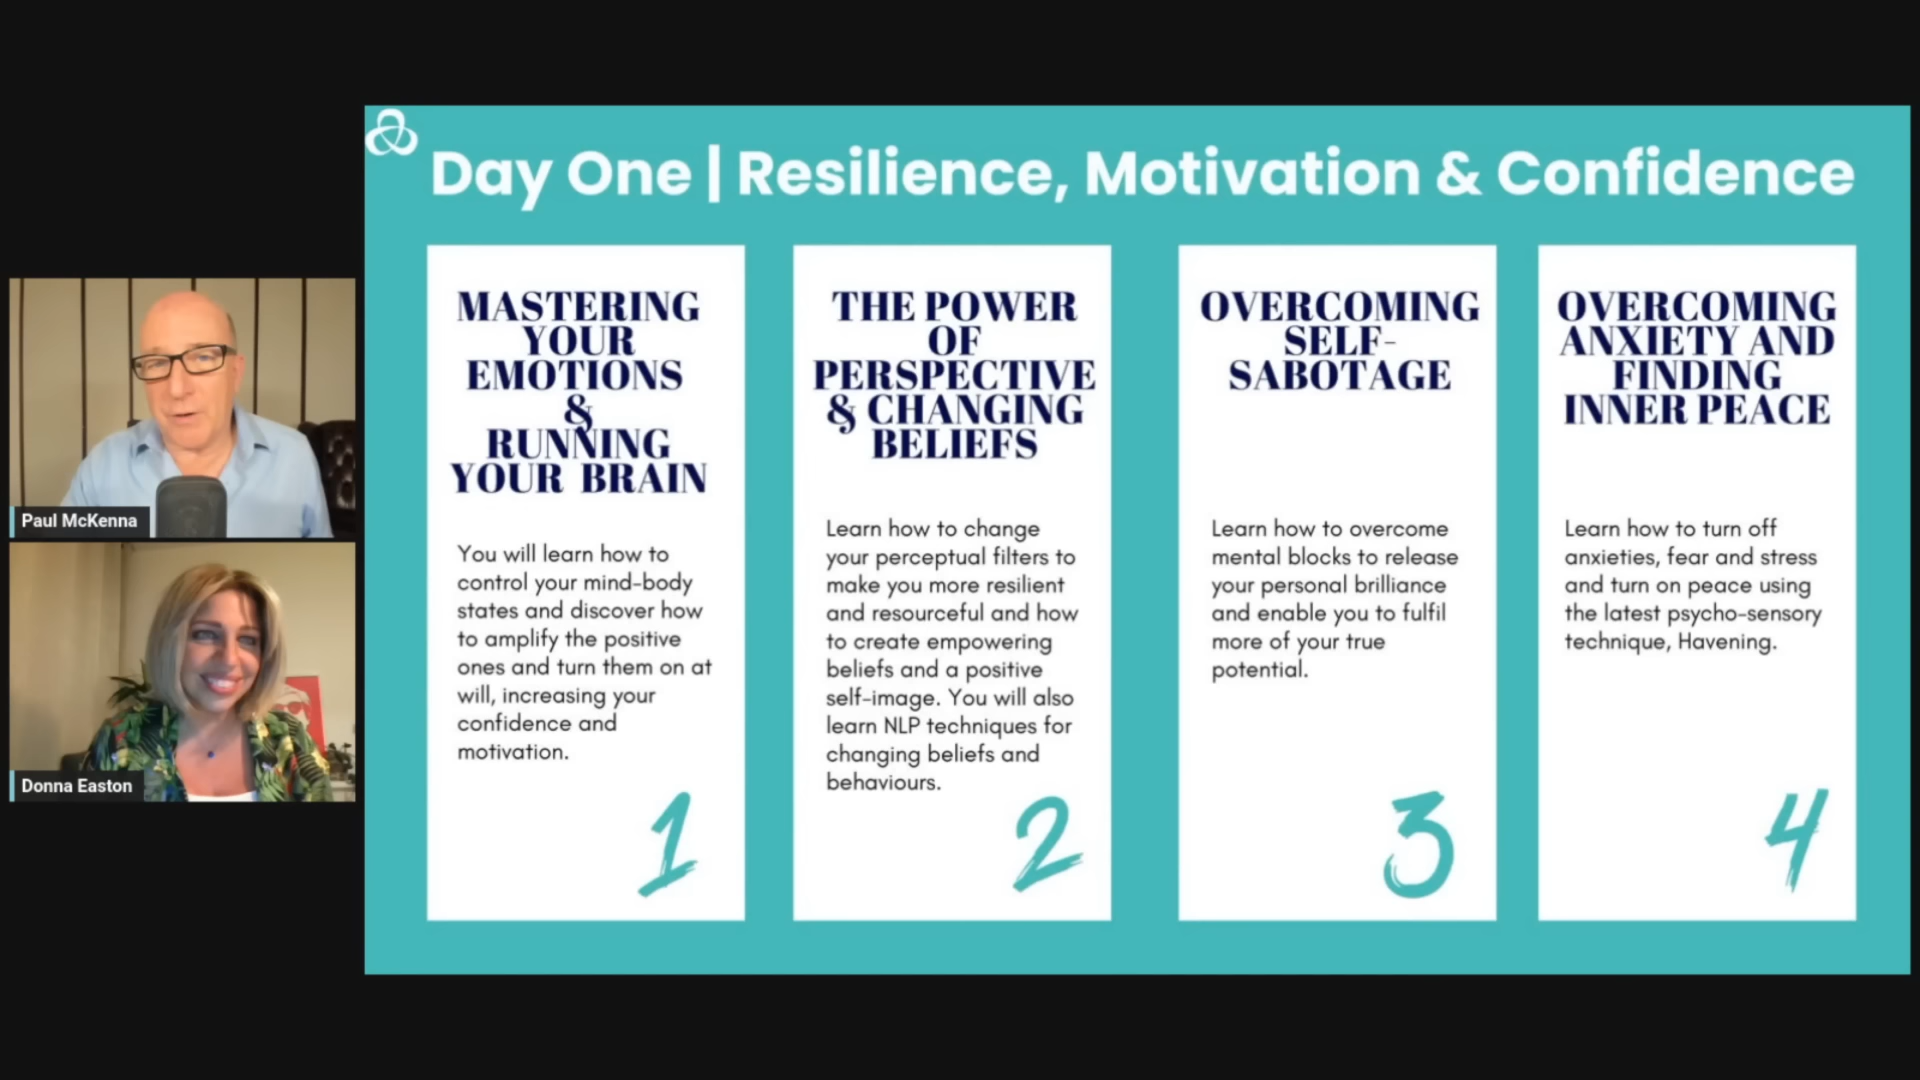 Day One | Resilience, Motivation & Confidence
MASTERING
YOUR
EMOTIONS
&
RUNNING
YOUR BRAIN
You will learn how to
control your mind-body
states and discover how
to amplify the positive
ones and turn them on at
will, increasing your
confidence and
motivation.
1
THE POWER
OF
PERSPECTIVE
& CHANGING
BELIEFS
Learn how to change
your perceptual filters to
make you more resilient
and resourceful and how
to create empowering
beliefs and a positive
self-image. You will also
learn NLP techniques for
changing beliefs and
behaviours.
2
OVERCOMING
SELF-
SABOTAGE
Learn how to overcome
mental blocks to release
your personal brilliance
and enable you to fulfil
more of your true
potential.
3
OVERCOMING
ANXIETY AND
FINDING
INNER PEACE
Learn how to turn off
anxieties, fear and stress
and turn on peace using
the latest psycho-sensory
technique, Havening.
4
Paul McKenna
Donna Easton